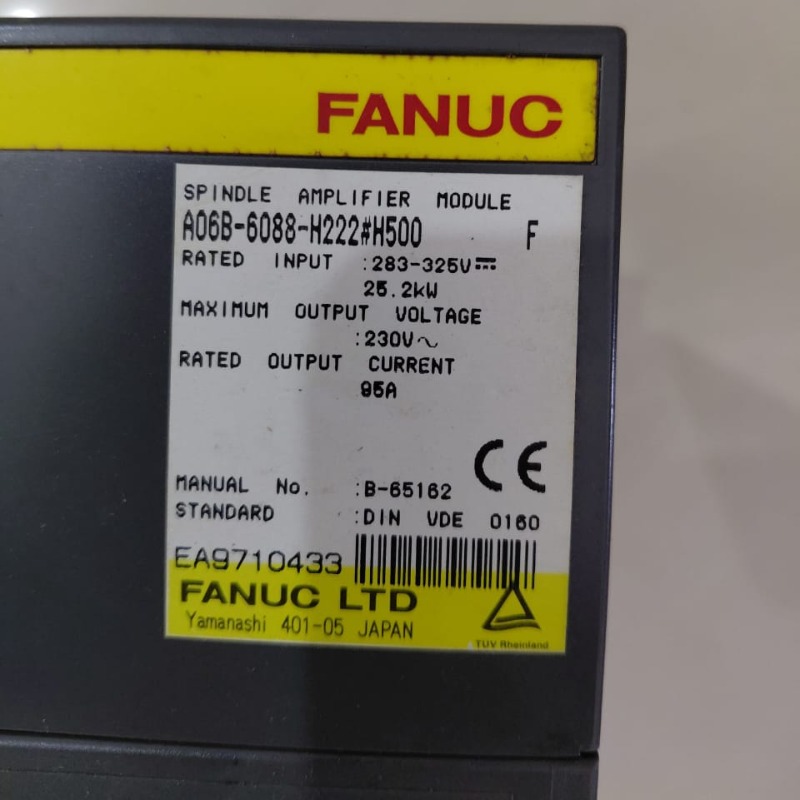 FANUC
SPINDLE AMPLIFIER MODULE
A06B-6088-H222#H500 F
RATED INPUT :283-325V⎓
25.2kW
MAXIMUM OUTPUT VOLTAGE
:230V~
RATED OUTPUT CURRENT
95A
CE
MANUAL No. :B-65162
STANDARD :DIN VDE 0160
EA9710433
FANUC LTD
Yamanashi 401-05 JAPAN
TUV Rheinland